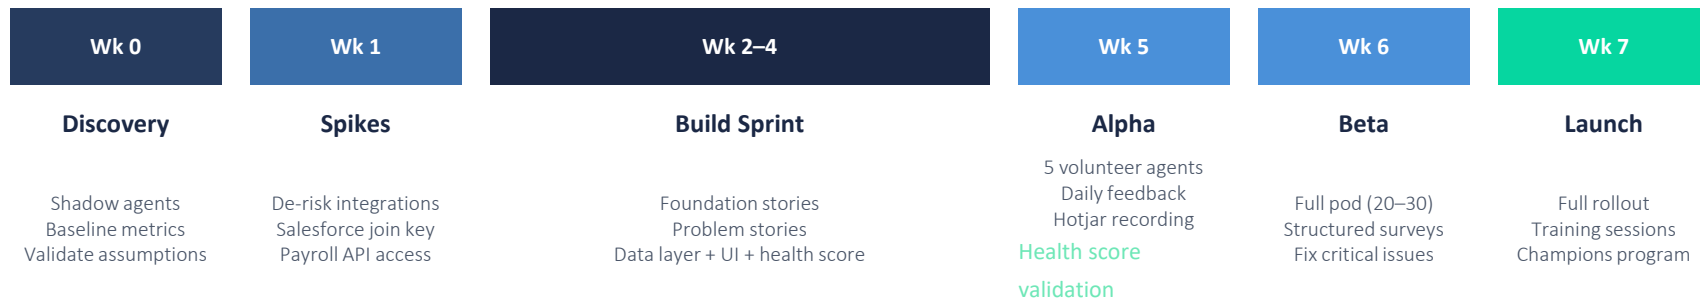 Wk 0
Discovery
Shadow agents
Baseline metrics
Validate assumptions
Wk 1
Spikes
De-risk integrations
Salesforce join key
Payroll API access
Wk 2–4
Build Sprint
Foundation stories
Problem stories
Data layer + UI + health score
Wk 5
Alpha
5 volunteer agents
Daily feedback
Hotjar recording
Health score
validation
Wk 6
Beta
Full pod (20–30)
Structured surveys
Fix critical issues
Wk 7
Launch
Full rollout
Training sessions
Champions program